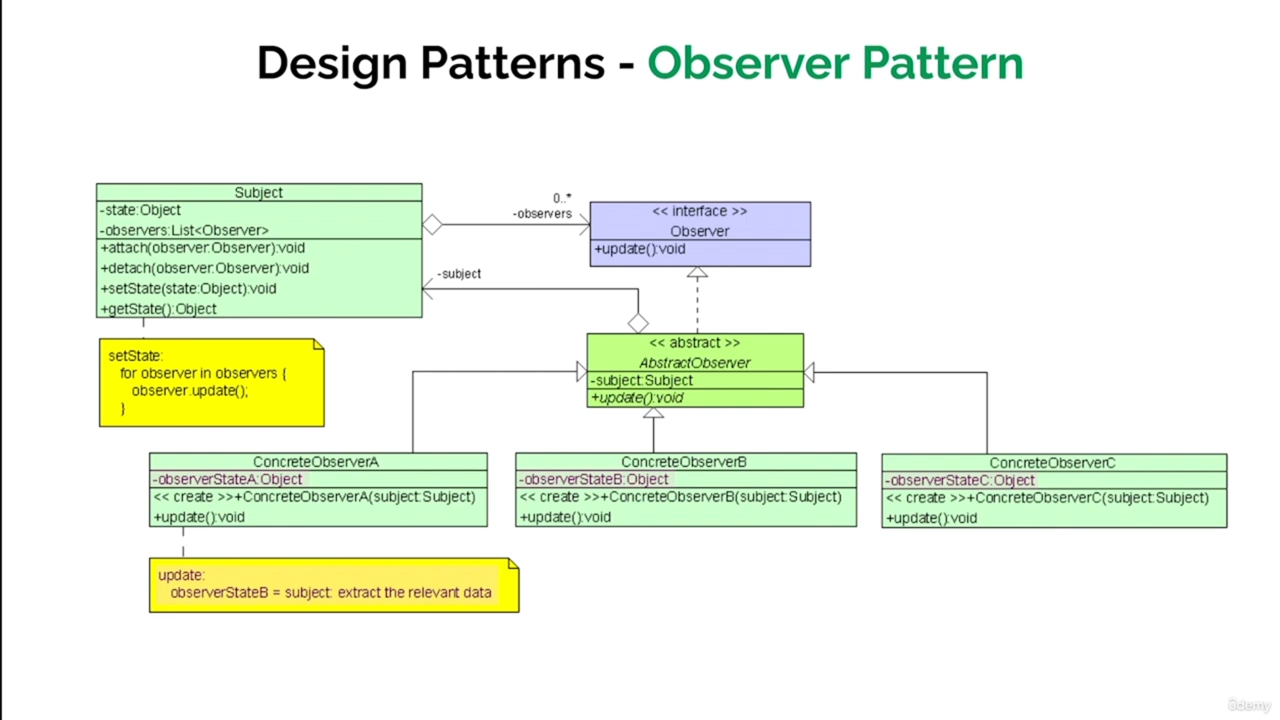 Design Patterns - Observer Pattern
Subject
-state:Object
-observers:List<Observer>
+attach(observer:Observer):void
+detach(observer:Observer):void
+setState(state:Object):void
+getState():Object
0..*
-observers
<< interface >>
Observer
+update():void
-subject
setState:
for observer in observers {
observer.update();
}
<< abstract >>
AbstractObserver
-subject:Subject
+update():void
ConcreteObserverA
-observerStateA:Object
<< create >>+ConcreteObserverA(subject:Subject)
+update():void
ConcreteObserverB
-observerStateB:Object
<< create >>+ConcreteObserverB(subject:Subject)
+update():void
ConcreteObserverC
-observerStateC:Object
<< create >>+ConcreteObserverC(subject:Subject)
+update():void
update:
observerStateB = subject: extract the relevant data
ûdemy